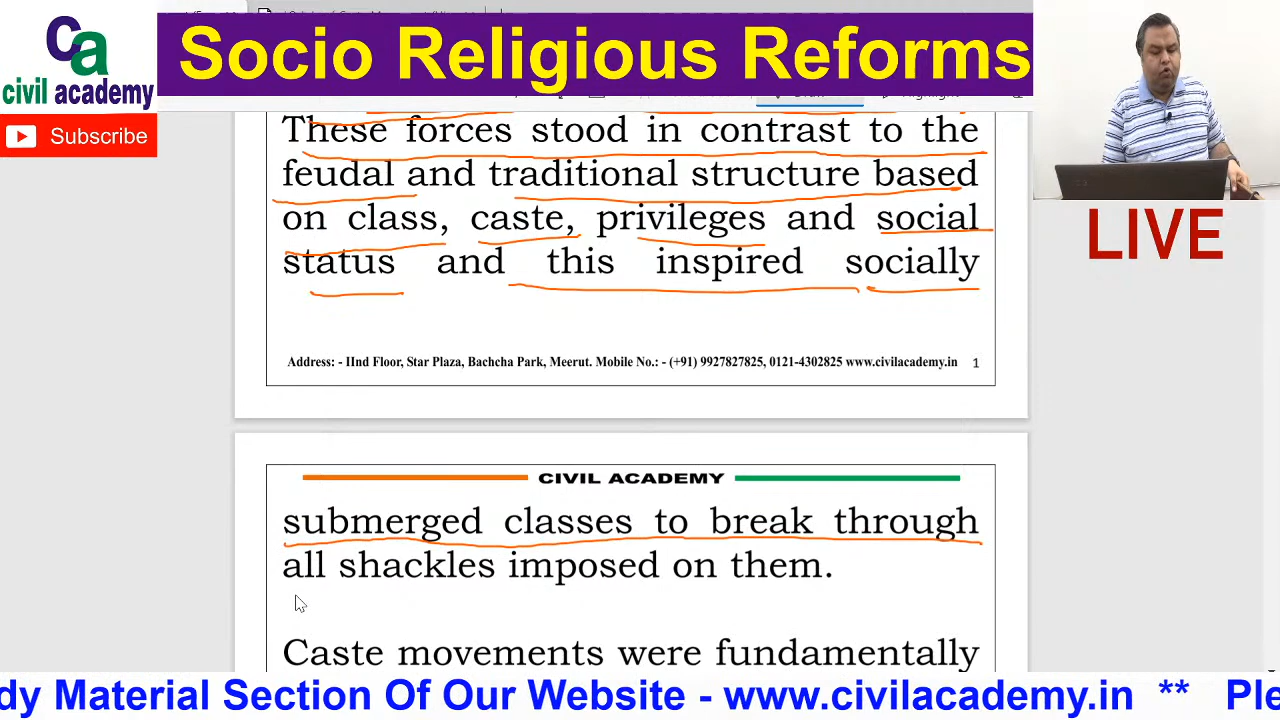 ca
civil academy
Subscribe
Socio Religious Reforms
LIVE
These forces stood in contrast to the
feudal and traditional structure based
on class, caste, privileges and social
status and this inspired socially
Address: - IInd Floor, Star Plaza, Bachcha Park, Meerut. Mobile No.: - (+91) 9927827825, 0121-4302825 www.civilacademy.in 1
CIVIL ACADEMY
submerged classes to break through
all shackles imposed on them.
Caste movements were fundamentally
dy Material Section Of Our Website - www.civilacademy.in ** Ple